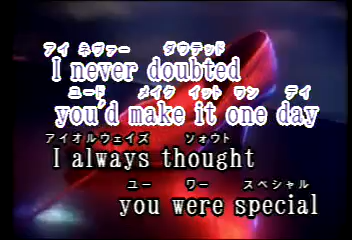 アイ ネヴァー ダウテッド
I never doubted
ユード メイク イット ワン デイ
you'd make it one day
アイオルウェイズ ソォウト
I always thought
ユー ワー スペシャル
you were special